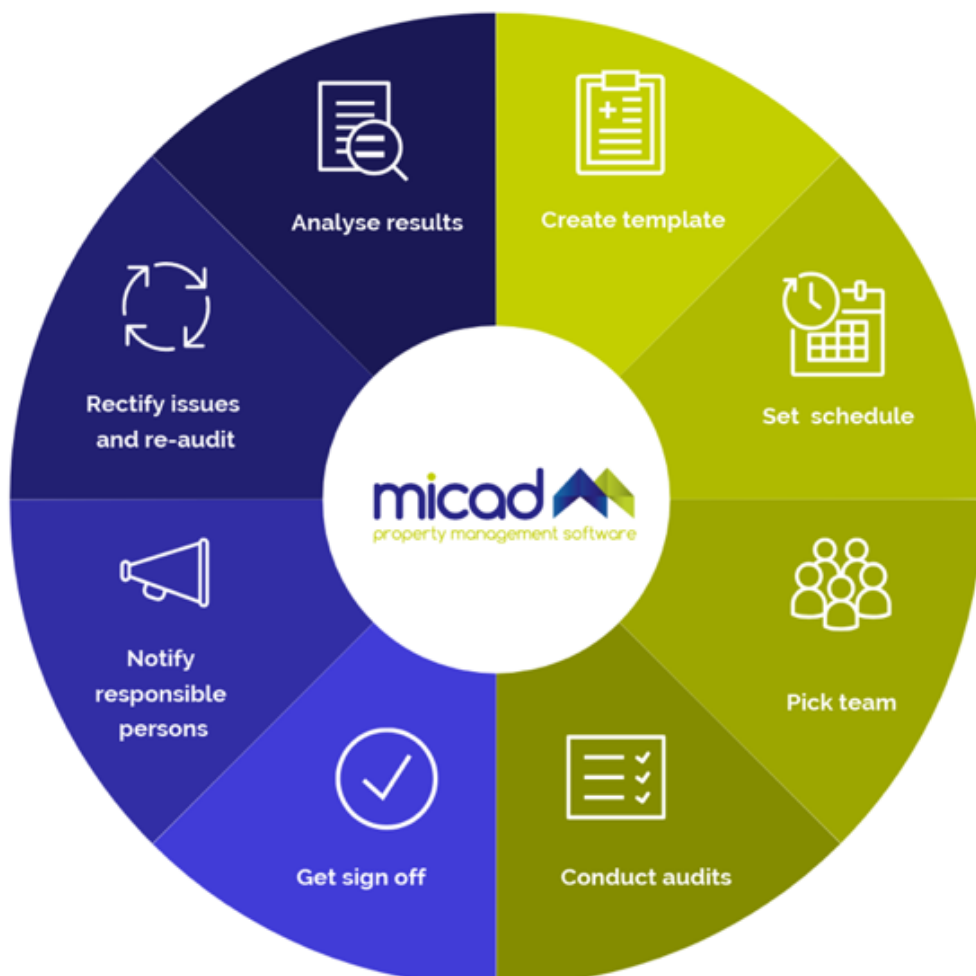 Analyse results
Create template
Set schedule
Pick team
Conduct audits
Get sign off
Notify
responsible
persons
Rectify issues
and re-audit
micad
property management software